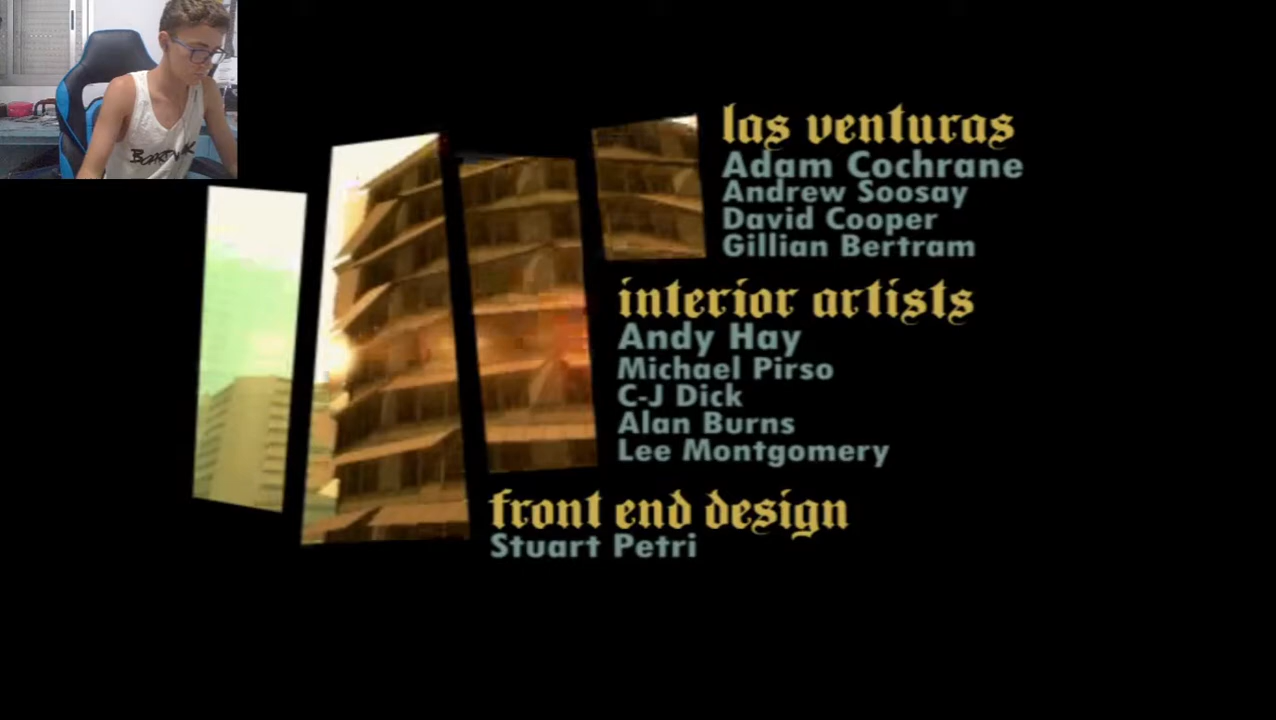 las venturas
Adam Cochrane
Andrew Soosay
David Cooper
Gillian Bertram
interior artists
Andy Hay
Michael Pirso
C-J Dick
Alan Burns
Lee Montgomery
front end design
Stuart Petri